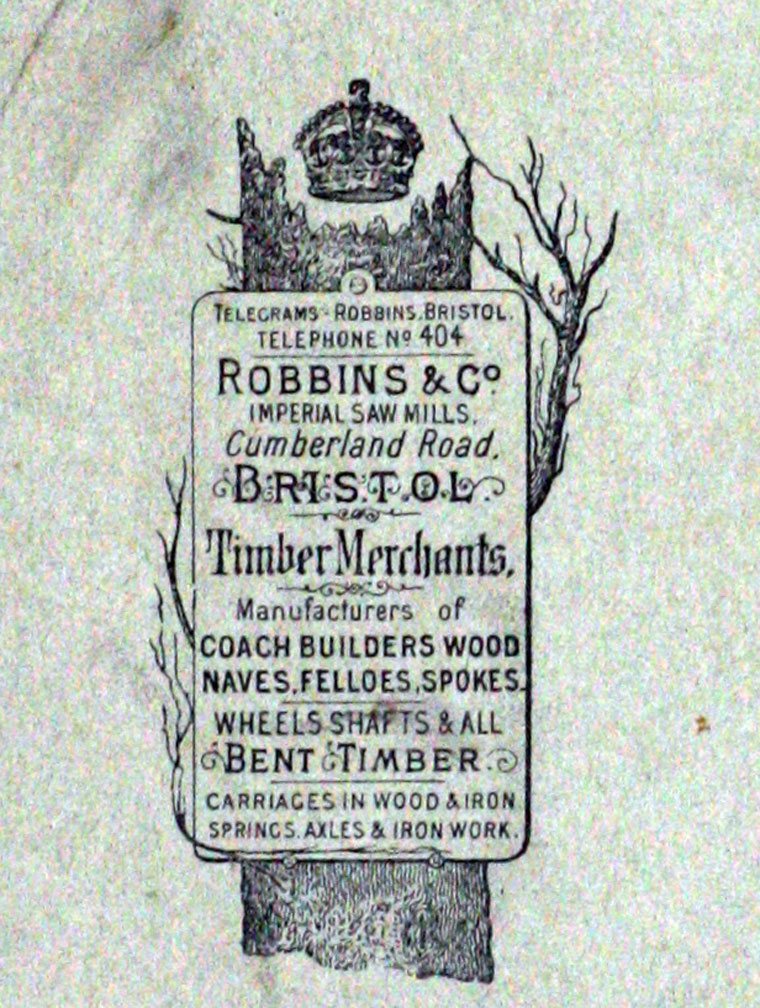 TELEGRAMS - ROBBINS, BRISTOL.
TELEPHONE Nº 404
ROBBINS & Cº
IMPERIAL SAW MILLS,
Cumberland Road,
BRISTOL.
Timber Merchants,
Manufacturers of
COACH BUILDERS WOOD
NAVES, FELLOES, SPOKES,
WHEELS SHAFTS & ALL
BENT TIMBER.
CARRIAGES IN WOOD & IRON
SPRINGS. AXLES & IRON WORK.